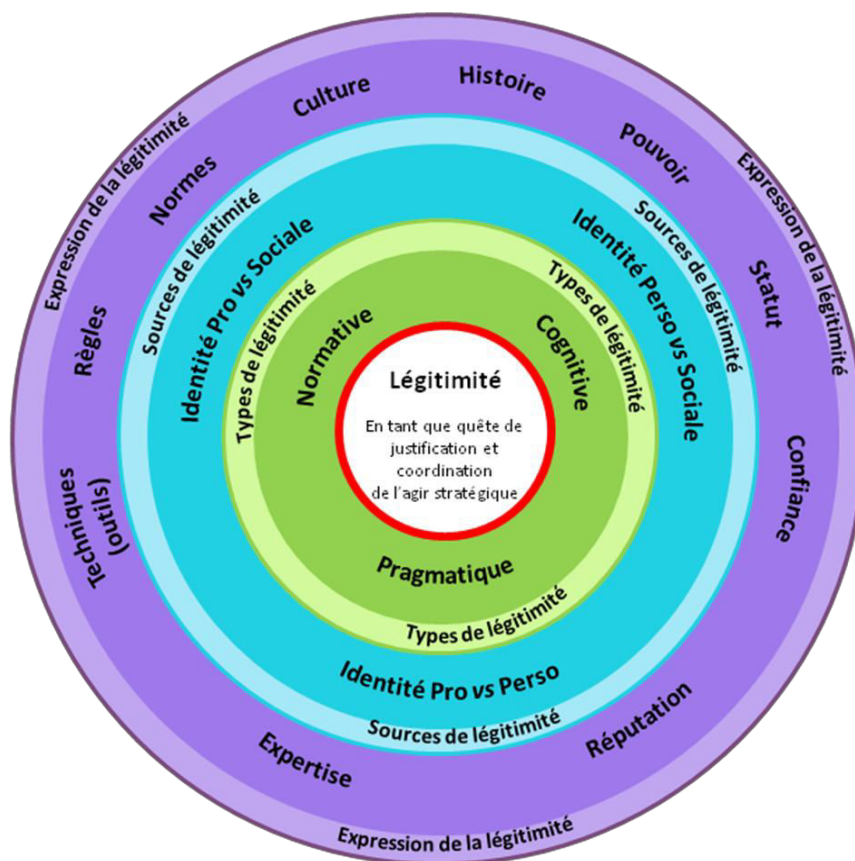 Histoire
Culture
Pouvoir
Normes
Statut
Règles
Confiance
Techniques
(outils)
Réputation
Expertise
Expression de la légitimité
Expression de la légitimité
Expression de la légitimité
Sources de légitimité
Sources de légitimité
Sources de légitimité
Identité Pro vs Sociale
Identité Perso vs Sociale
Identité Pro vs Perso
Types de légitimité
Types de légitimité
Types de légitimité
Normative
Cognitive
Pragmatique
Légitimité
En tant que quête de
justification et
coordination
de l'agir stratégique